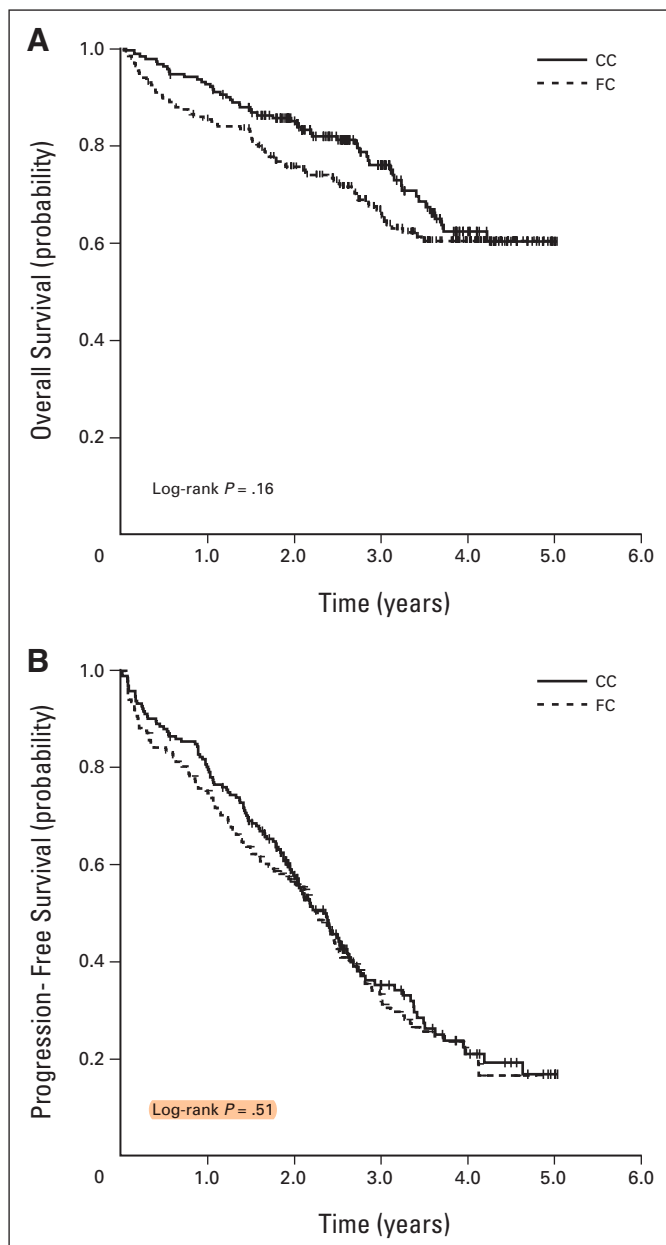 A
1.0
0.8
0.6
0.4
0.2
0
Overall Survival (probability)
CC
FC
Log-rank P = .16
1.0 2.0 3.0 4.0 5.0 6.0
Time (years)
B
1.0
0.8
0.6
0.4
0.2
0
Progression- Free Survival (probability)
CC
FC
Log-rank P = .51
1.0 2.0 3.0 4.0 5.0 6.0
Time (years)